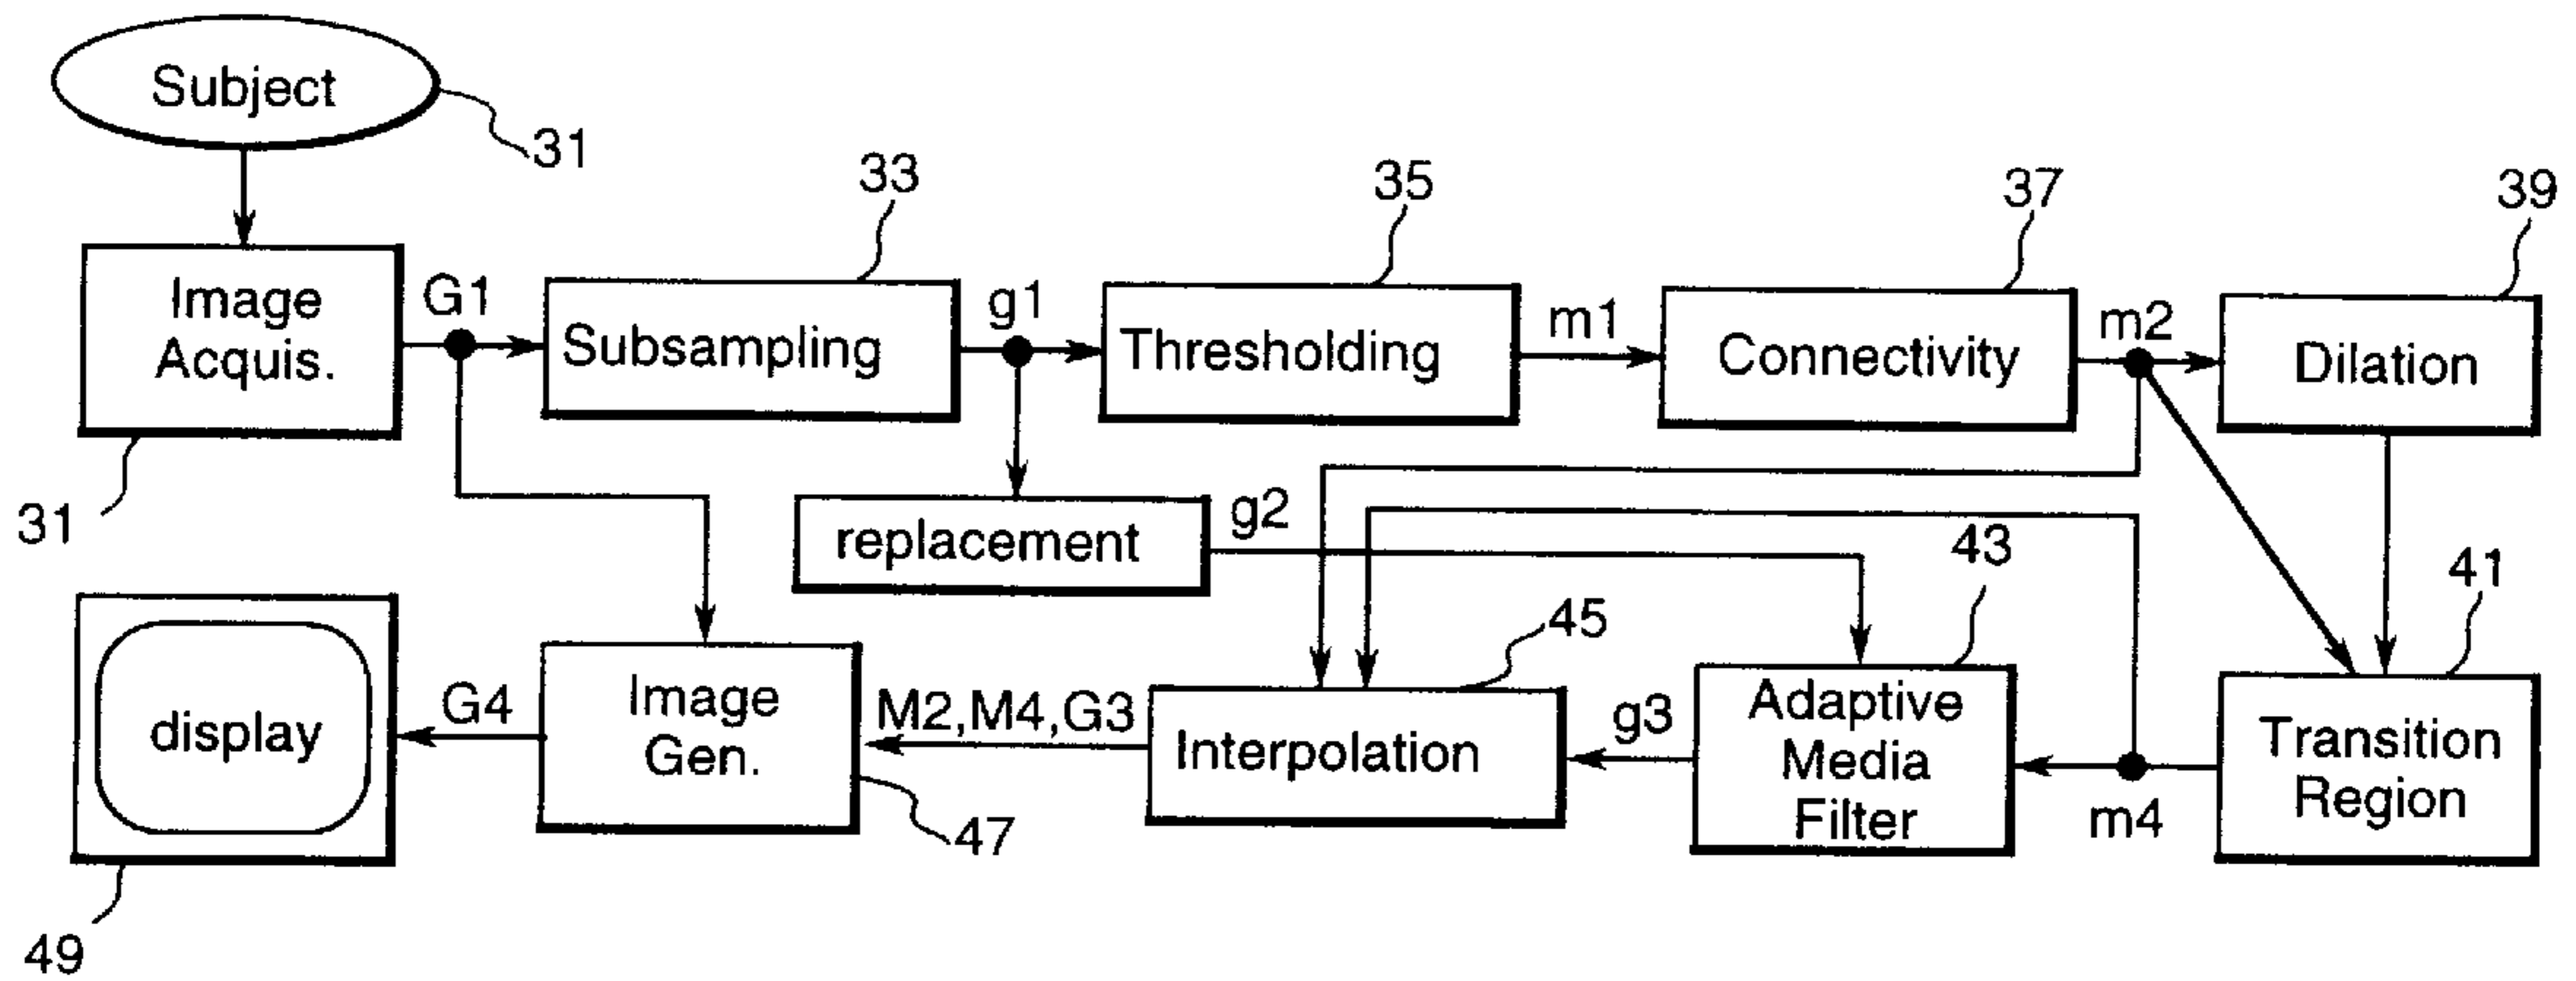 Subject
31
33
35
37
39
Image
Acquis.
G1
Subsampling
g1
Thresholding
m1
Connectivity
m2
Dilation
31
replacement
g2
43
41
45
display
G4
Image
Gen.
M2,M4,G3
Interpolation
g3
Adaptive
Media
Filter
m4
Transition
Region
47
49